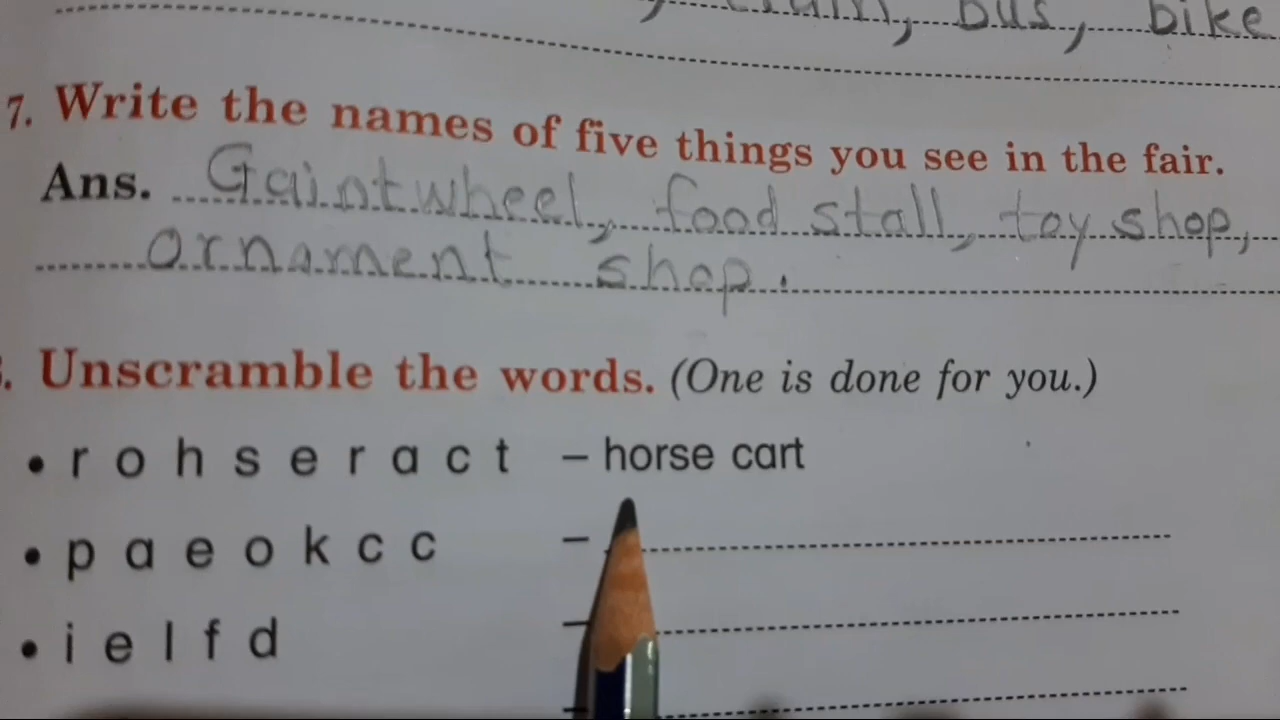 , bus, bike
7. Write the names of five things you see in the fair.
Ans. Gaintwheel, food stall, toy shop,
ornament shop.
. Unscramble the words. (One is done for you.)
• r o h s e r a c t – horse cart
• p a e o k c c –
• i e l f d –